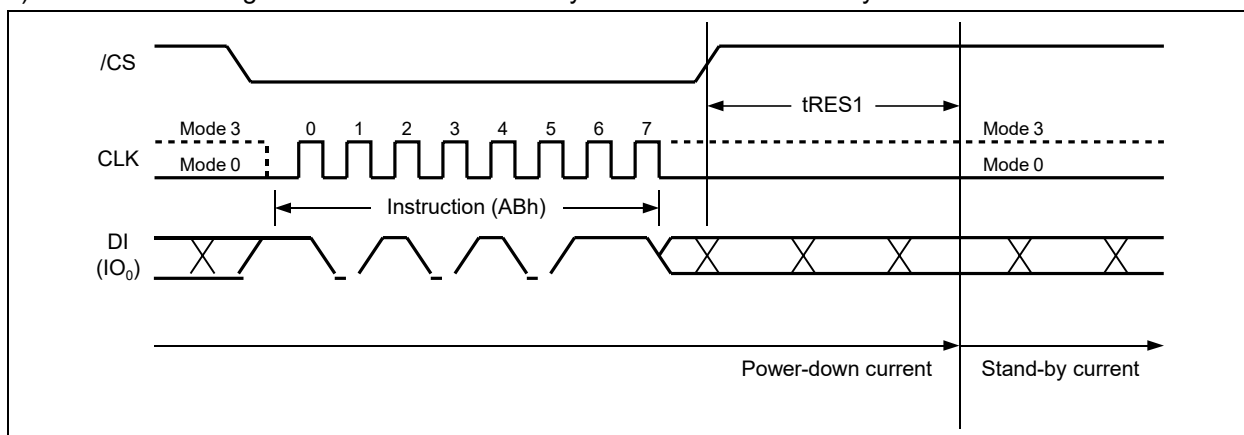 /CS
tRES1
Mode 3 0 1 2 3 4 5 6 7 Mode 3
CLK
Mode 0 Mode 0
Instruction (ABh)
DI
(IO₀)
Power-down current Stand-by current